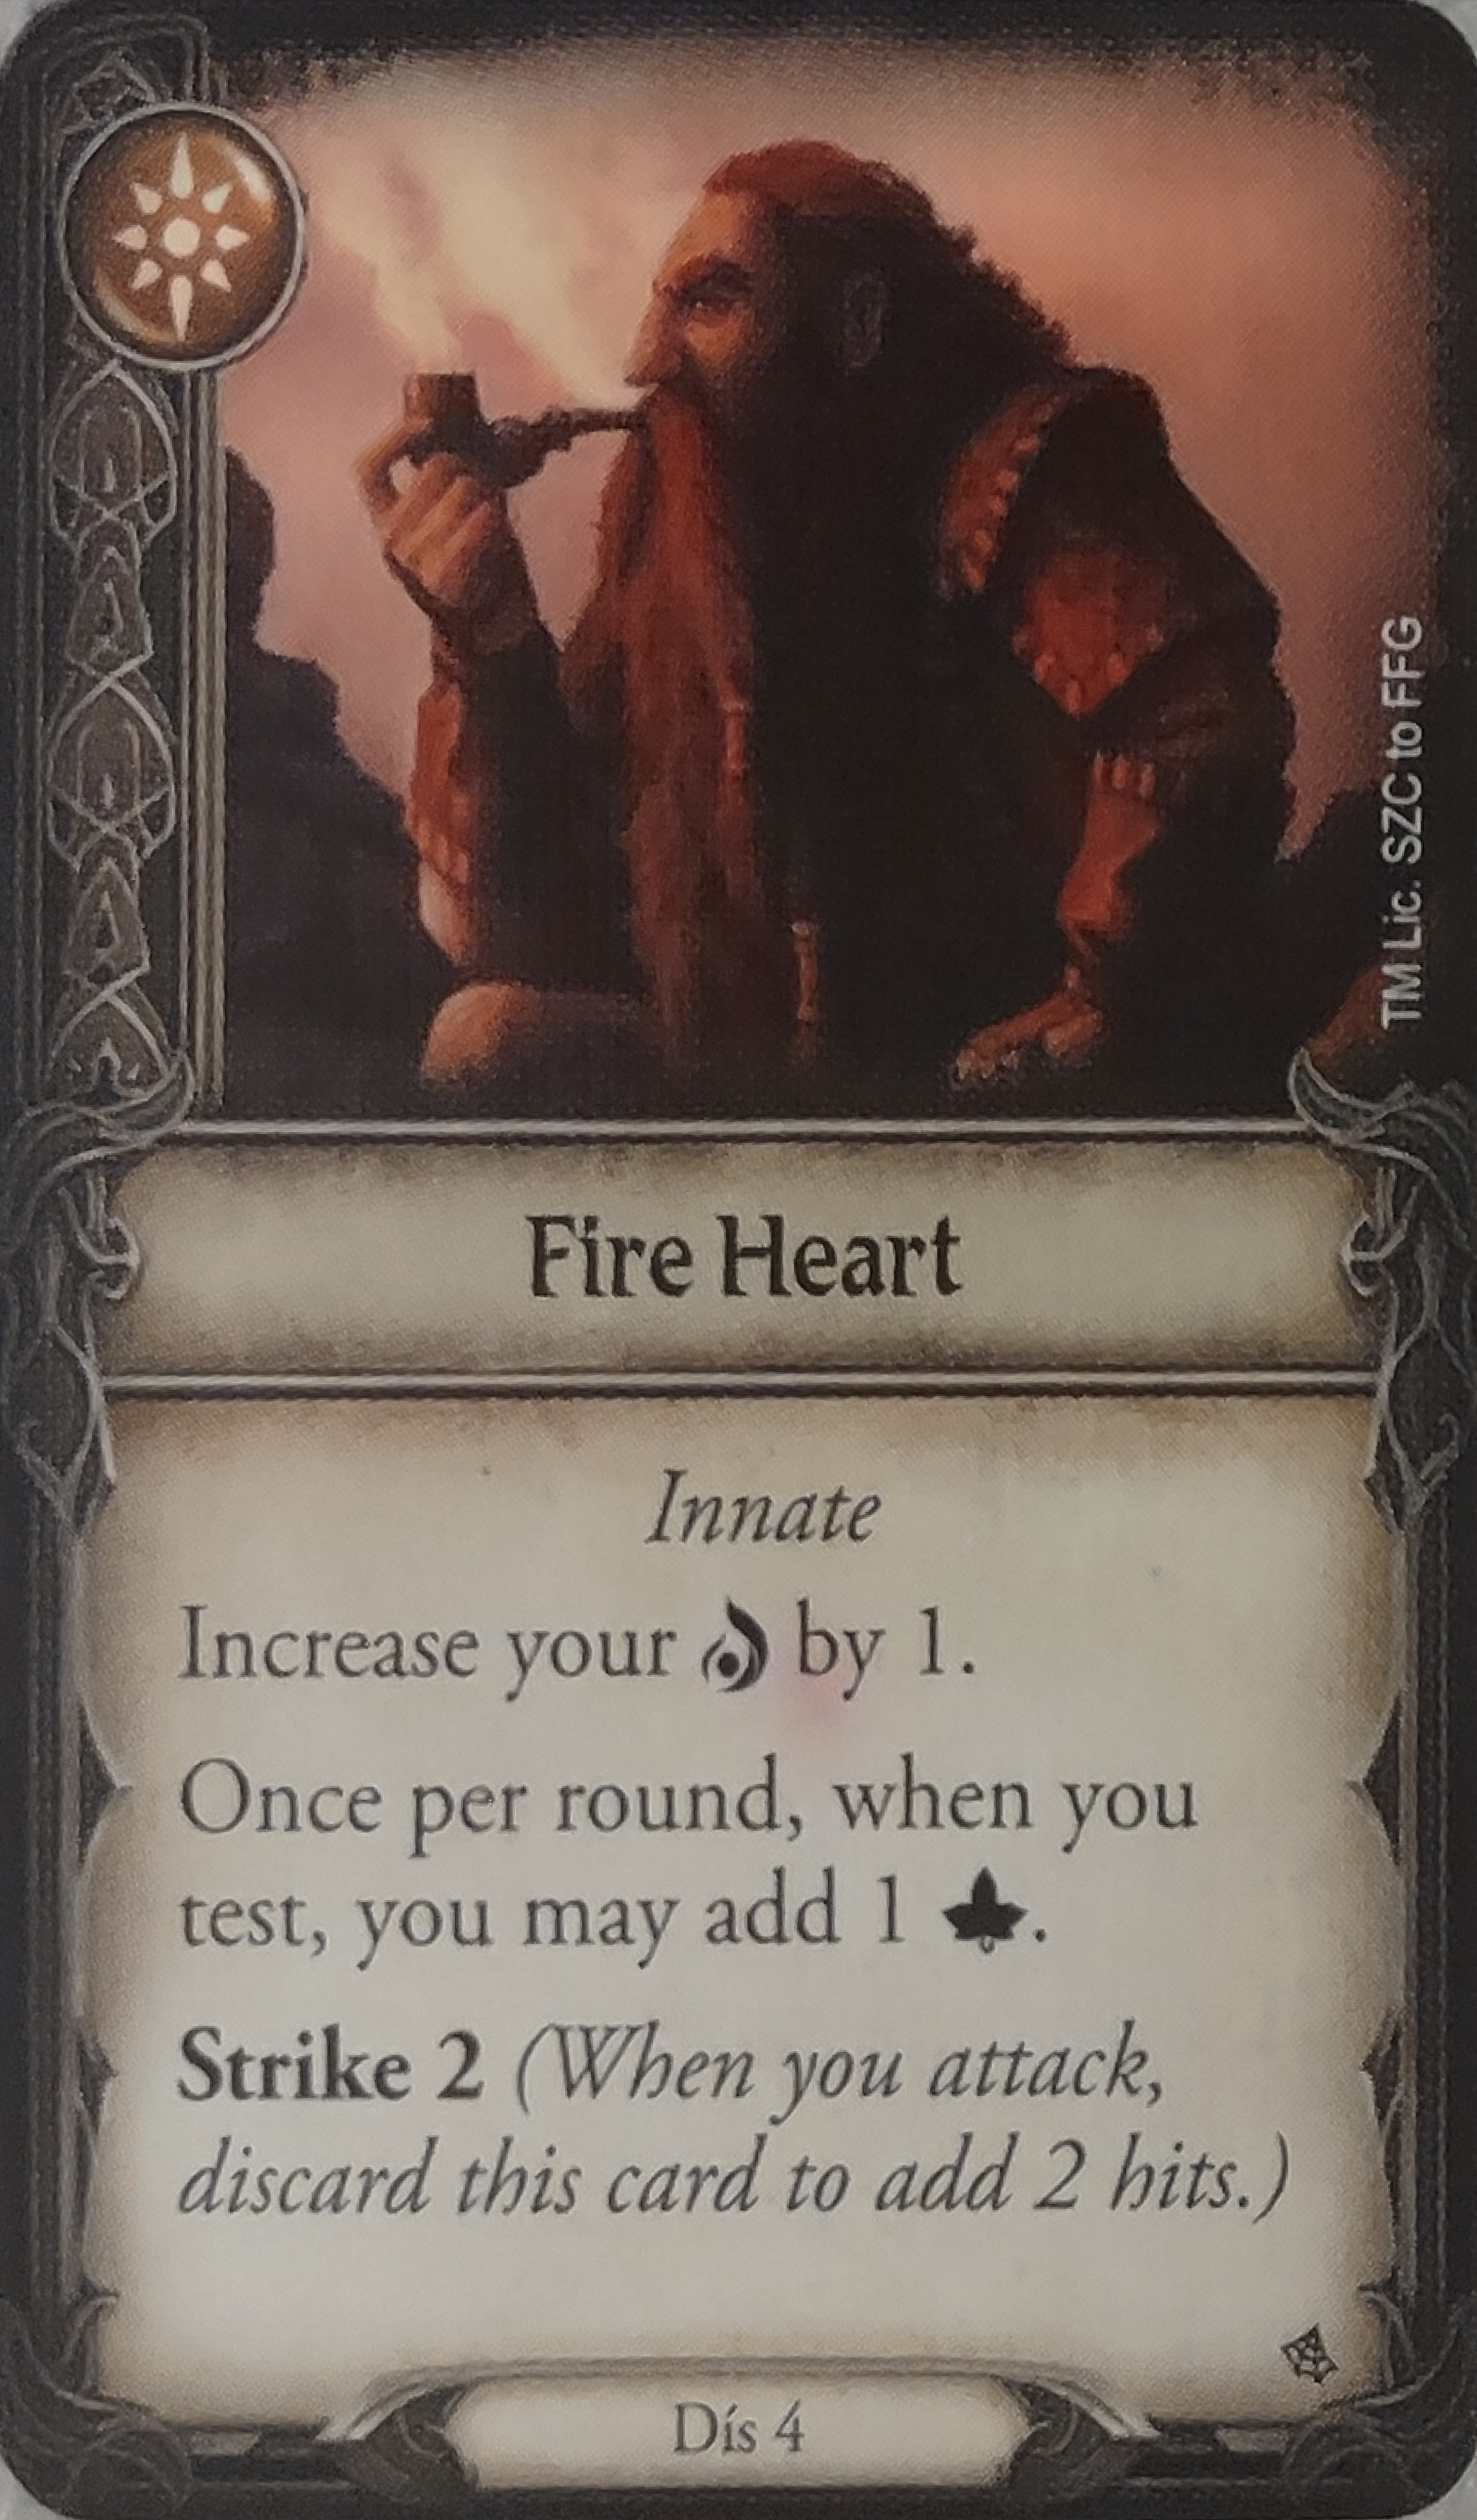 TM Lic. SZC to FFG
Fire Heart
Innate
Increase your by 1.
Once per round, when you
test, you may add 1 .
Strike 2 (When you attack,
discard this card to add 2 hits.)
Dís 4